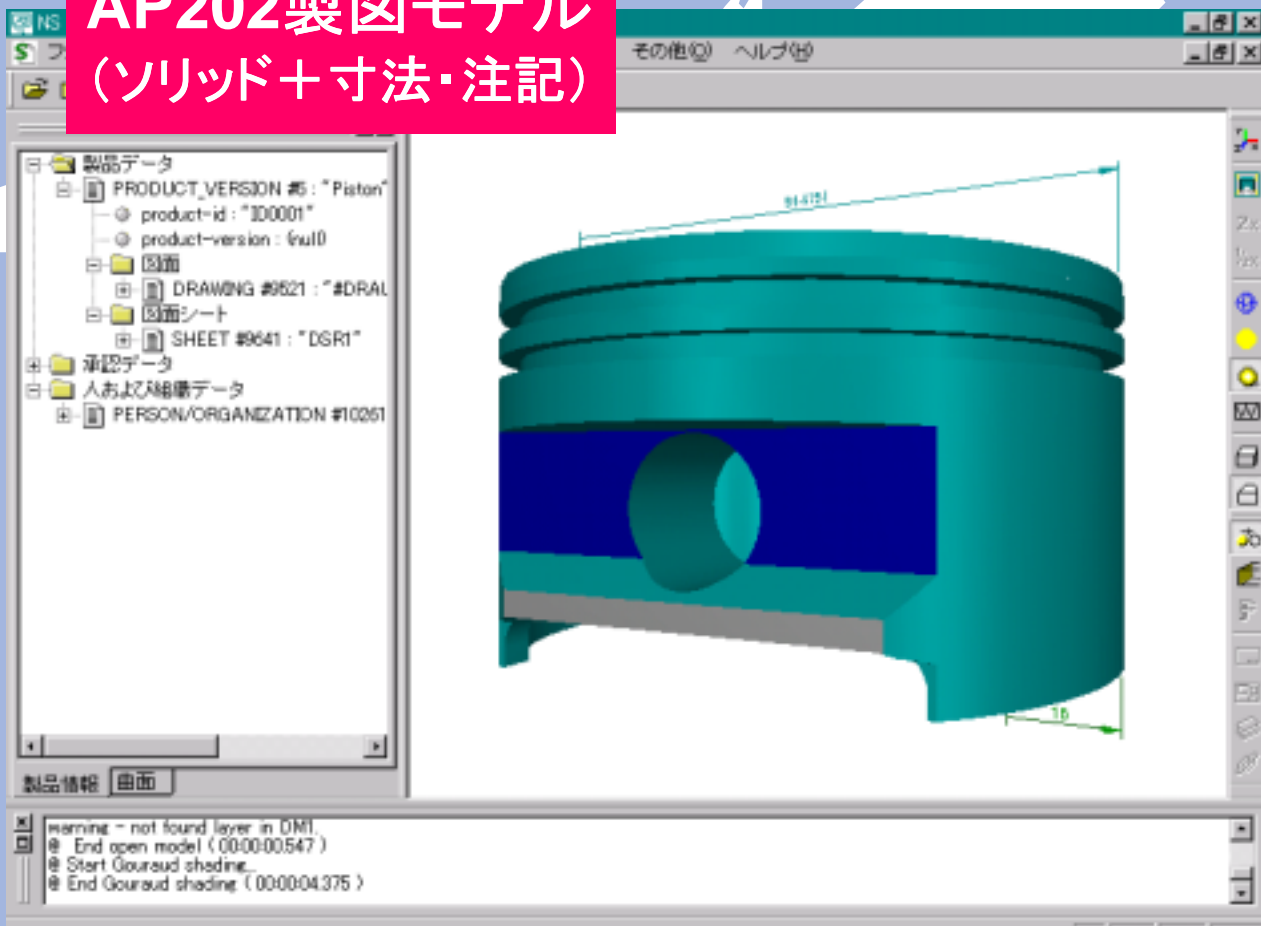 AP202製図モデル
(ソリッド＋寸法・注記)
NS
その他(O) ヘルプ(H)
製品データ
PRODUCT_VERSION #5 : "Piston"
product-id : "ID0001"
product-version : (null)
図面
DRAWING #9521 : "#DRAU
図面シート
SHEET #9641 : "DSR1"
承認データ
人および組織データ
PERSON/ORGANIZATION #10261
16
製品情報 曲面
warning - not found layer in DM1.
@ End open model ( 00:00:00.547 )
@ Start Gouraud shading...
@ End Gouraud shading ( 00:00:04.375 )